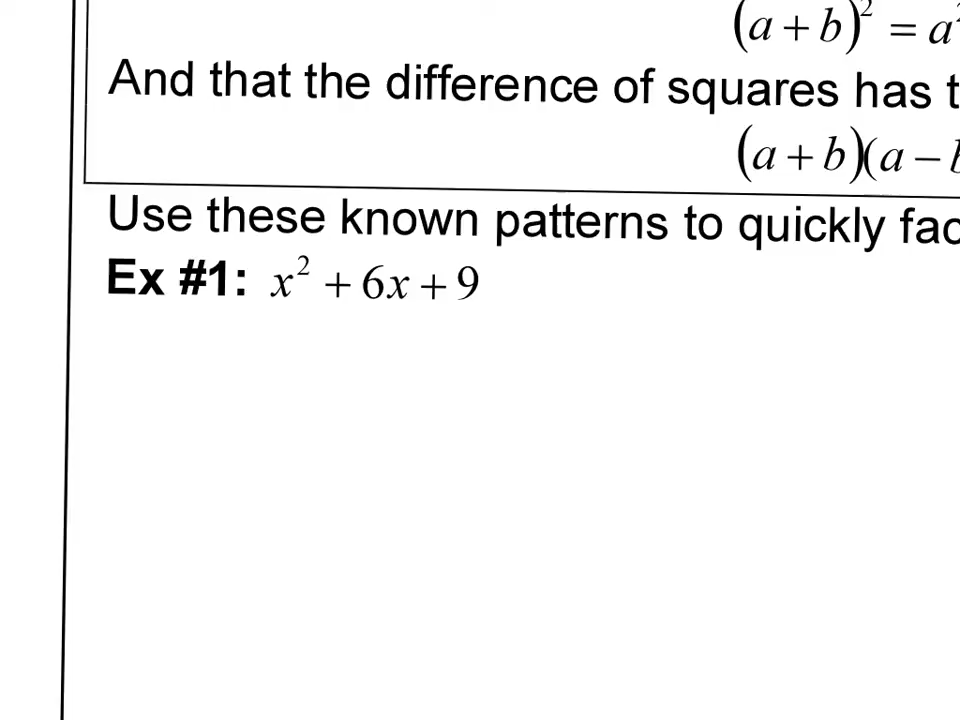 (a + b)² = a²
And that the difference of squares has t
(a + b)(a − b
Use these known patterns to quickly fac
Ex #1: x² + 6x + 9